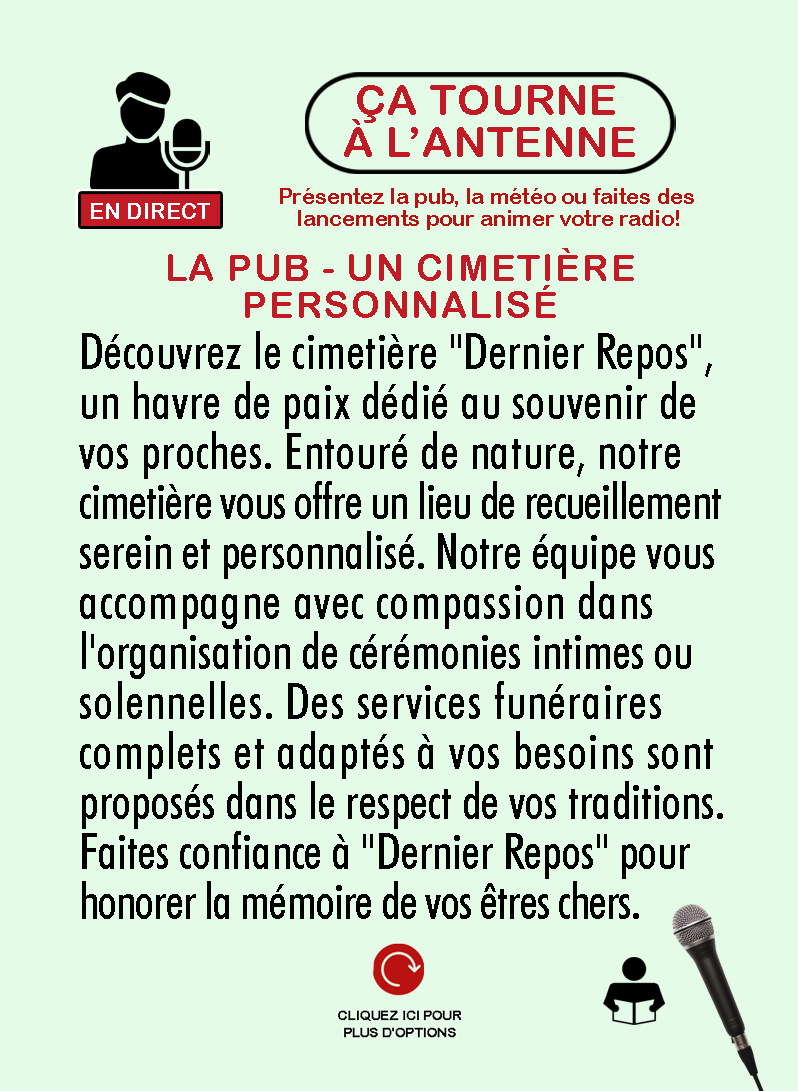 ÇA TOURNE
À L’ANTENNE
EN DIRECT
Présentez la pub, la météo ou faites des
lancements pour animer votre radio!
LA PUB - UN CIMETIÈRE
PERSONNALISÉ
Découvrez le cimetière "Dernier Repos",
un havre de paix dédié au souvenir de
vos proches. Entouré de nature, notre
cimetière vous offre un lieu de recueillement
serein et personnalisé. Notre équipe vous
accompagne avec compassion dans
l'organisation de cérémonies intimes ou
solennelles. Des services funéraires
complets et adaptés à vos besoins sont
proposés dans le respect de vos traditions.
Faites confiance à "Dernier Repos" pour
honorer la mémoire de vos êtres chers.
CLIQUEZ ICI POUR
PLUS D'OPTIONS